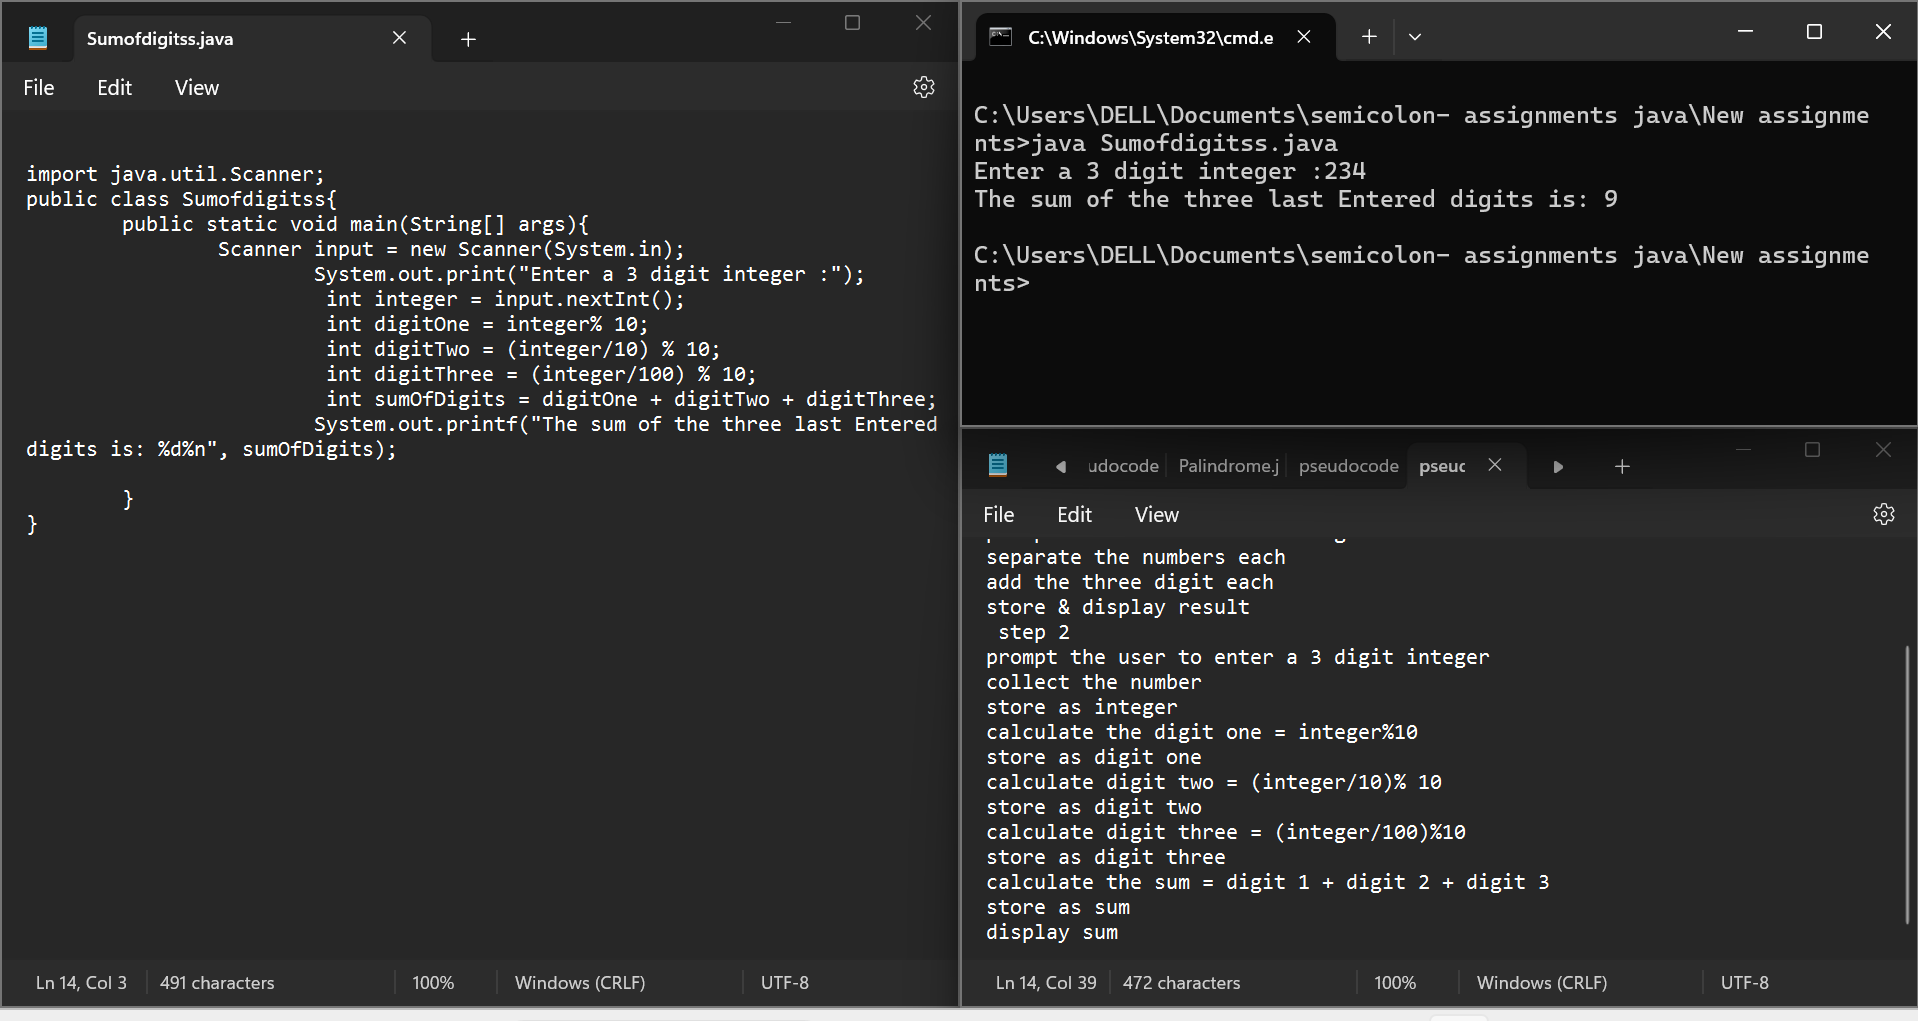 Sumofdigitss.java
File Edit View
import java.util.Scanner;
public class Sumofdigitss{
public static void main(String[] args){
Scanner input = new Scanner(System.in);
System.out.print("Enter a 3 digit integer :");
int integer = input.nextInt();
int digitOne = integer% 10;
int digitTwo = (integer/10) % 10;
int digitThree = (integer/100) % 10;
int sumOfDigits = digitOne + digitTwo + digitThree;
System.out.printf("The sum of the three last Entered
digits is: %d%n", sumOfDigits);
}
}
Ln 14, Col 3 491 characters 100% Windows (CRLF) UTF-8
C:\Windows\System32\cmd.e
C:\Users\DELL\Documents\semicolon- assignments java\New assignme
nts>java Sumofdigitss.java
Enter a 3 digit integer :234
The sum of the three last Entered digits is: 9
C:\Users\DELL\Documents\semicolon- assignments java\New assignme
nts>
udocode Palindrome.j pseudocode pseuc
File Edit View
separate the numbers each
add the three digit each
store & display result
step 2
prompt the user to enter a 3 digit integer
collect the number
store as integer
calculate the digit one = integer%10
store as digit one
calculate digit two = (integer/10)% 10
store as digit two
calculate digit three = (integer/100)%10
store as digit three
calculate the sum = digit 1 + digit 2 + digit 3
store as sum
display sum
Ln 14, Col 39 472 characters 100% Windows (CRLF) UTF-8